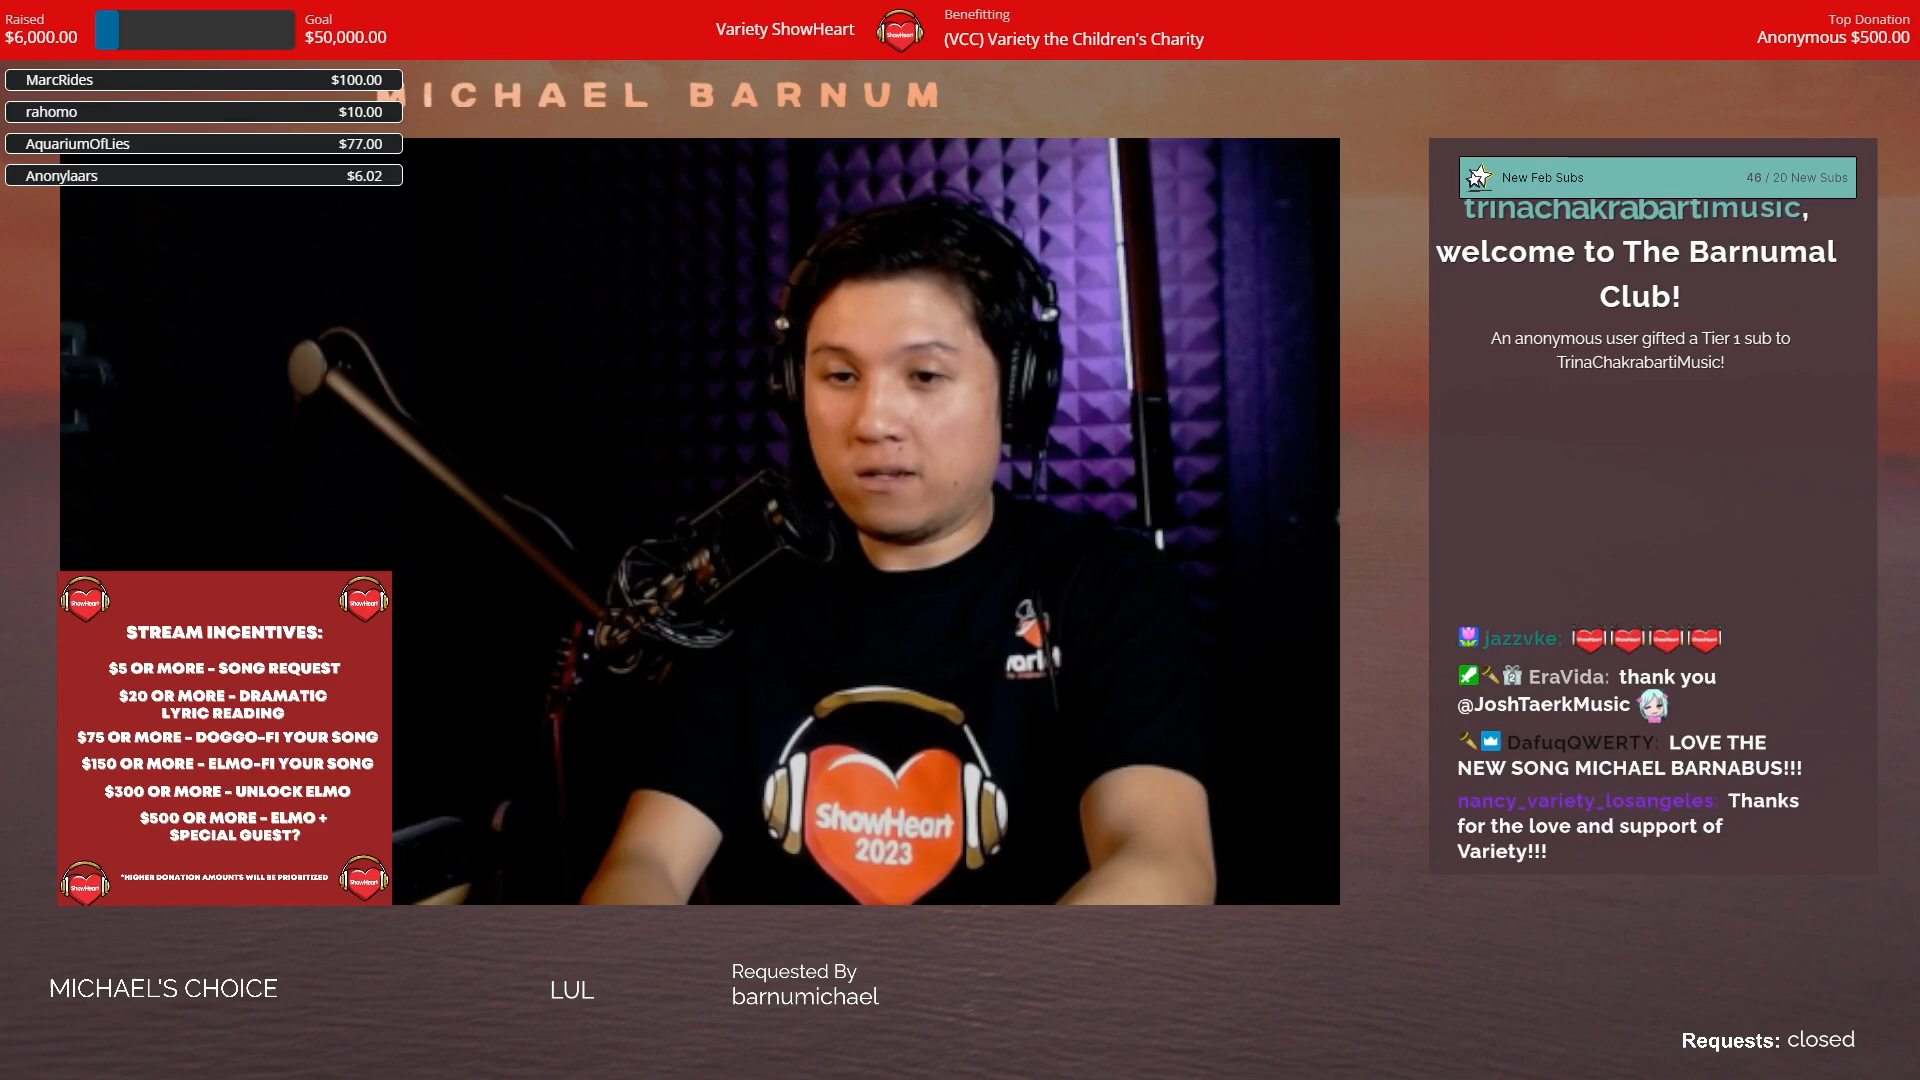 Raised
$6,000.00
Goal
$50,000.00
Variety ShowHeart
ShowHeart
Benefitting
(VCC) Variety the Children's Charity
Top Donation
Anonymous $500.00
MarcRides $100.00
rahomo $10.00
AquariumOfLies $77.00
Anonylaars $6.02
MICHAEL BARNUM
New Feb Subs 46 / 20 New Subs
trinachakrabartimusic,
welcome to The Barnumal
Club!
An anonymous user gifted a Tier 1 sub to
TrinaChakrabartiMusic!
jazzvke:
EraVida: thank you
@JoshTaerkMusic
DafuqQWERTY: LOVE THE
NEW SONG MICHAEL BARNABUS!!!
nancy_variety_losangeles: Thanks
for the love and support of
Variety!!!
ShowHeart
ShowHeart
STREAM INCENTIVES:
$5 OR MORE - SONG REQUEST
$20 OR MORE - DRAMATIC
LYRIC READING
$75 OR MORE - DOGGO-FI YOUR SONG
$150 OR MORE - ELMO-FI YOUR SONG
$300 OR MORE - UNLOCK ELMO
$500 OR MORE - ELMO +
SPECIAL GUEST?
*HIGHER DONATION AMOUNTS WILL BE PRIORITIZED
ShowHeart
ShowHeart
ShowHeart
2023
MICHAEL'S CHOICE
LUL
Requested By
barnumichael
Requests: closed